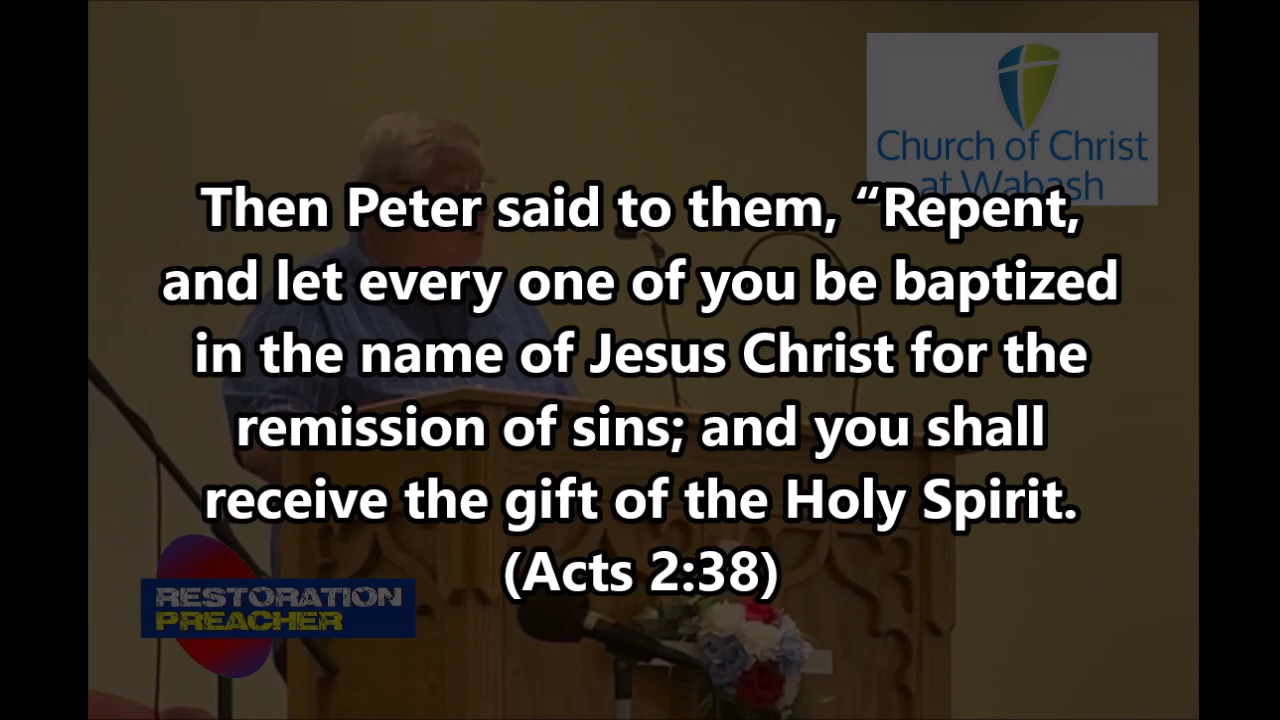 Church of Christ
at Wabash
Then Peter said to them, “Repent,
and let every one of you be baptized
in the name of Jesus Christ for the
remission of sins; and you shall
receive the gift of the Holy Spirit.
(Acts 2:38)
RESTORATION
PREACHER